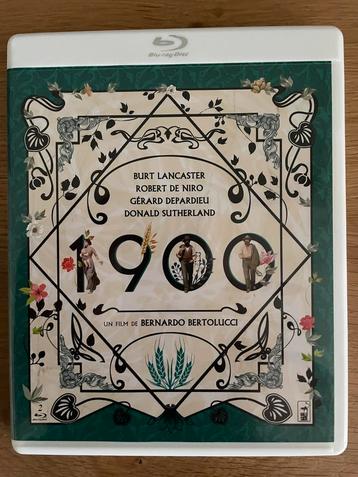 Blu-ray Disc
BURT LANCASTER
ROBERT DE NIRO
GÉRARD DEPARDIEU
DONALD SUTHERLAND
1900
UN FILM DE BERNARDO BERTOLUCCI